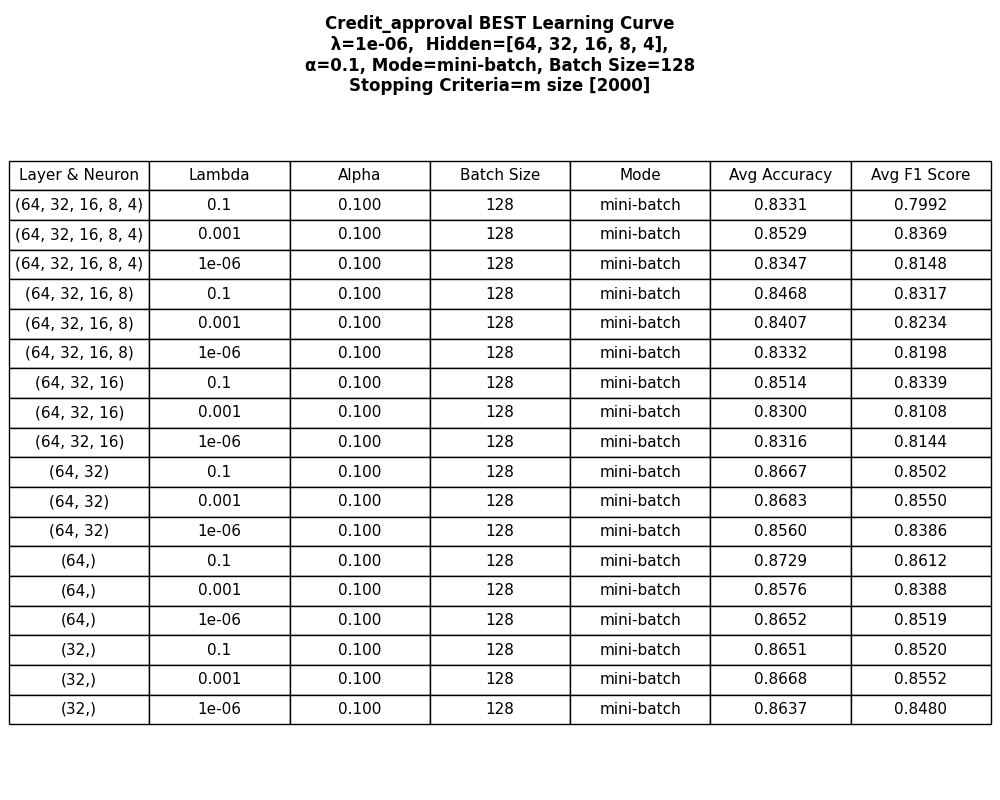 Credit_approval BEST Learning Curve
λ=1e-06,  Hidden=[64, 32, 16, 8, 4],
α=0.1, Mode=mini-batch, Batch Size=128
Stopping Criteria=m size [2000]
Layer & Neuron Lambda Alpha Batch Size Mode Avg Accuracy Avg F1 Score
(64, 32, 16, 8, 4) 0.1 0.100 128 mini-batch 0.8331 0.7992
(64, 32, 16, 8, 4) 0.001 0.100 128 mini-batch 0.8529 0.8369
(64, 32, 16, 8, 4) 1e-06 0.100 128 mini-batch 0.8347 0.8148
(64, 32, 16, 8) 0.1 0.100 128 mini-batch 0.8468 0.8317
(64, 32, 16, 8) 0.001 0.100 128 mini-batch 0.8407 0.8234
(64, 32, 16, 8) 1e-06 0.100 128 mini-batch 0.8332 0.8198
(64, 32, 16) 0.1 0.100 128 mini-batch 0.8514 0.8339
(64, 32, 16) 0.001 0.100 128 mini-batch 0.8300 0.8108
(64, 32, 16) 1e-06 0.100 128 mini-batch 0.8316 0.8144
(64, 32) 0.1 0.100 128 mini-batch 0.8667 0.8502
(64, 32) 0.001 0.100 128 mini-batch 0.8683 0.8550
(64, 32) 1e-06 0.100 128 mini-batch 0.8560 0.8386
(64,) 0.1 0.100 128 mini-batch 0.8729 0.8612
(64,) 0.001 0.100 128 mini-batch 0.8576 0.8388
(64,) 1e-06 0.100 128 mini-batch 0.8652 0.8519
(32,) 0.1 0.100 128 mini-batch 0.8651 0.8520
(32,) 0.001 0.100 128 mini-batch 0.8668 0.8552
(32,) 1e-06 0.100 128 mini-batch 0.8637 0.8480